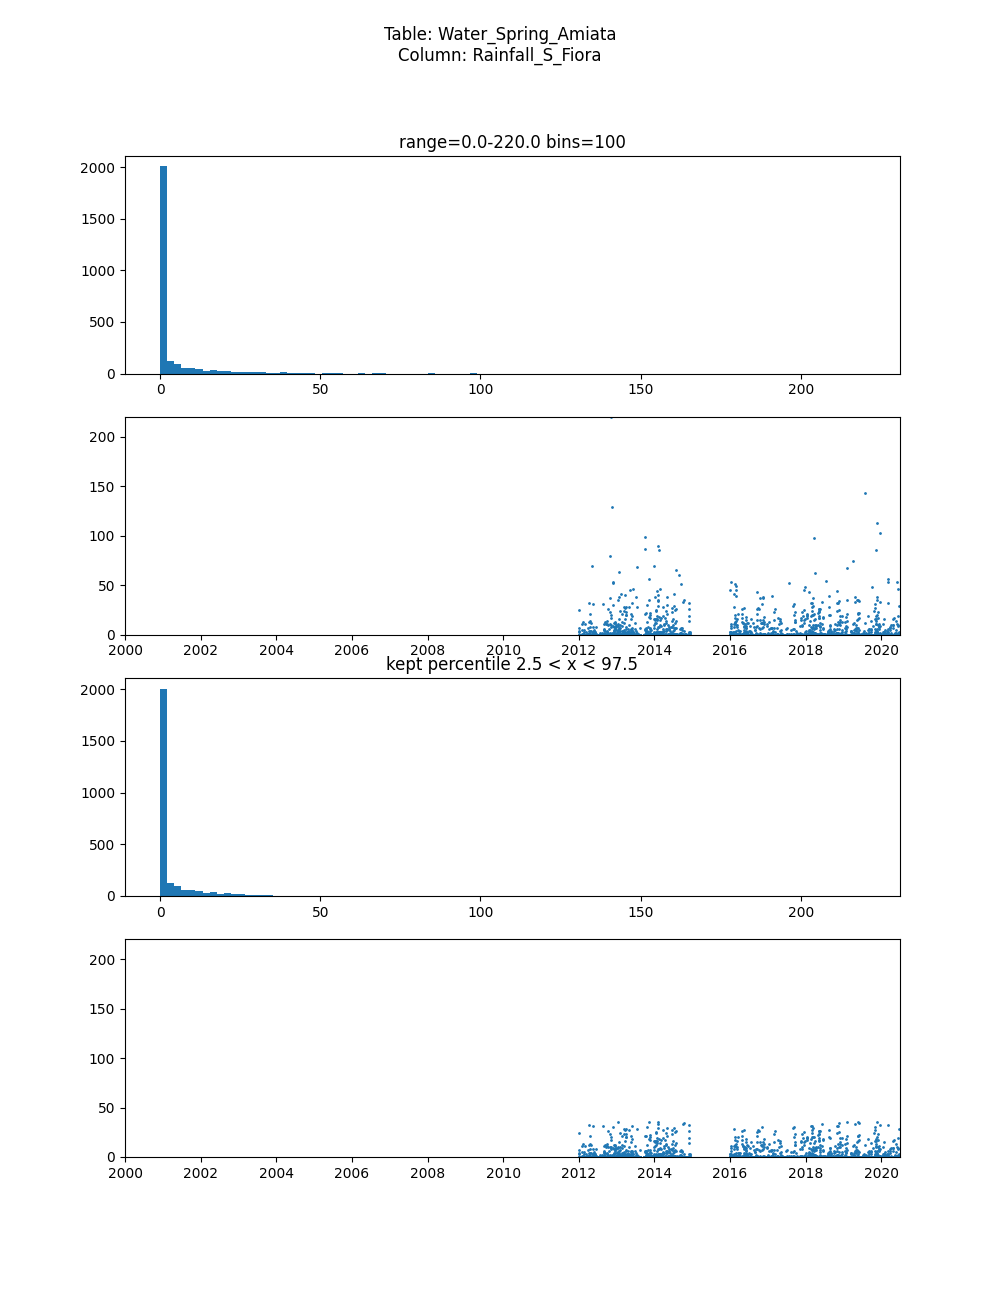 Table: Water_Spring_Amiata
Column: Rainfall_S_Fiora
range=0.0-220.0 bins=100
2000
1500
1000
500
0
0 50 100 150 200
200
150
100
50
0
2000 2002 2004 2006 2008 2010 2012 2014 2016 2018 2020
kept percentile 2.5 < x < 97.5
2000
1500
1000
500
0
0 50 100 150 200
200
150
100
50
0
2000 2002 2004 2006 2008 2010 2012 2014 2016 2018 2020